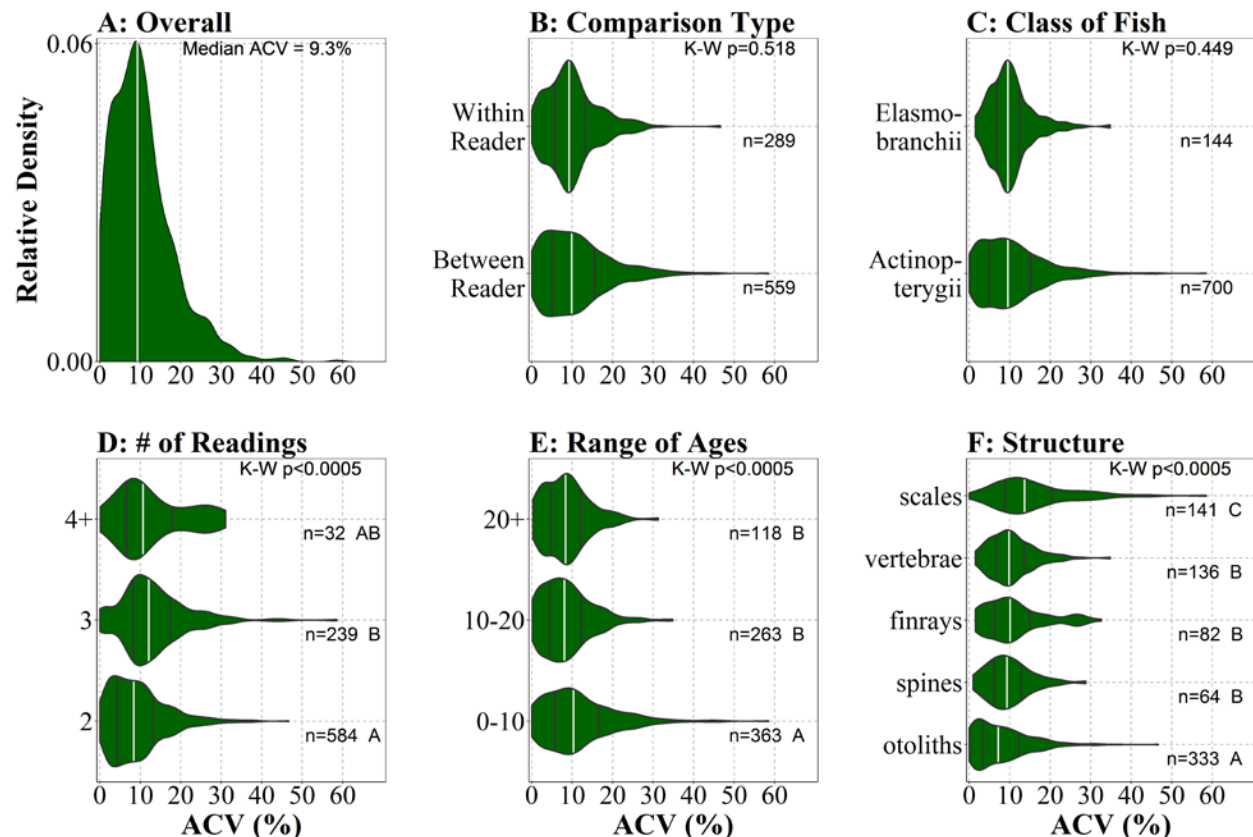 A: Overall
Median ACV = 9.3%
0.06
0.00
Relative Density
0 10 20 30 40 50 60
B: Comparison Type
K-W p=0.518
Within
Reader
n=289
Between
Reader
n=559
0 10 20 30 40 50 60
C: Class of Fish
K-W p=0.449
Elasmo-
branchii
n=144
Actinop-
terygii
n=700
0 10 20 30 40 50 60
D: # of Readings
K-W p<0.0005
4+
n=32 AB
3
n=239 B
2
n=584 A
0 10 20 30 40 50 60
ACV (%)
E: Range of Ages
K-W p<0.0005
20+
n=118 B
10-20
n=263 B
0-10
n=363 A
0 10 20 30 40 50 60
ACV (%)
F: Structure
K-W p<0.0005
scales
n=141 C
vertebrae
n=136 B
finrays
n=82 B
spines
n=64 B
otoliths
n=333 A
0 10 20 30 40 50 60
ACV (%)